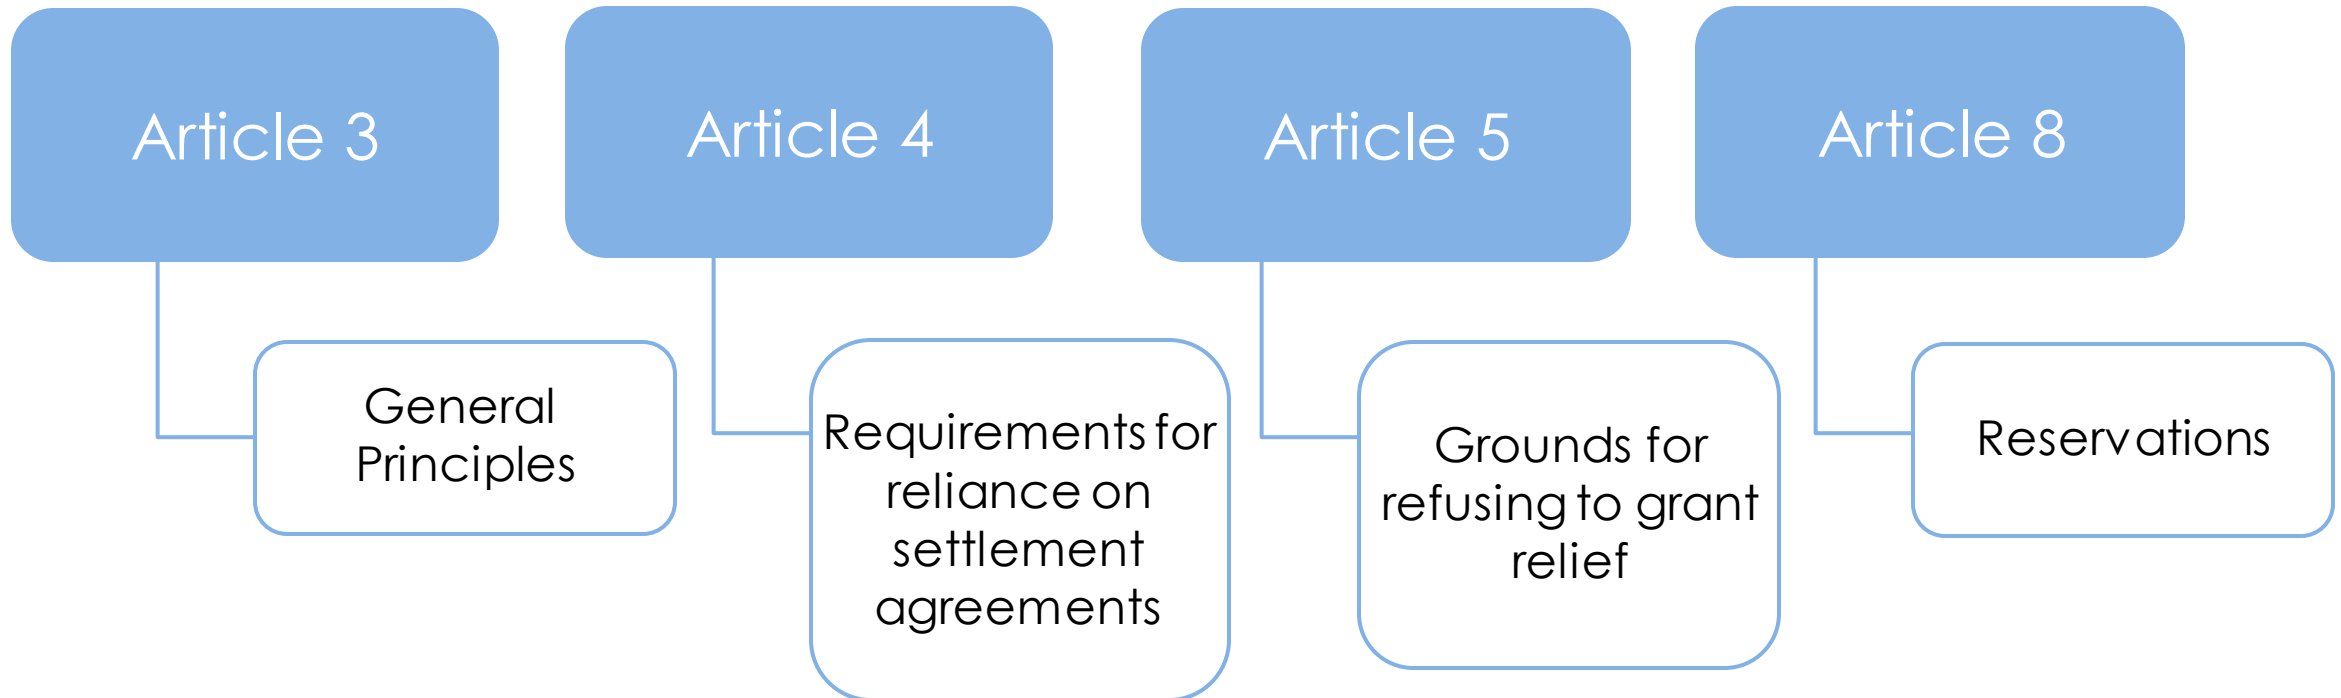 Article 3
Article 4
Article 5
Article 8
General
Principles
Requirements for
reliance on
settlement
agreements
Grounds for
refusing to grant
relief
Reservations